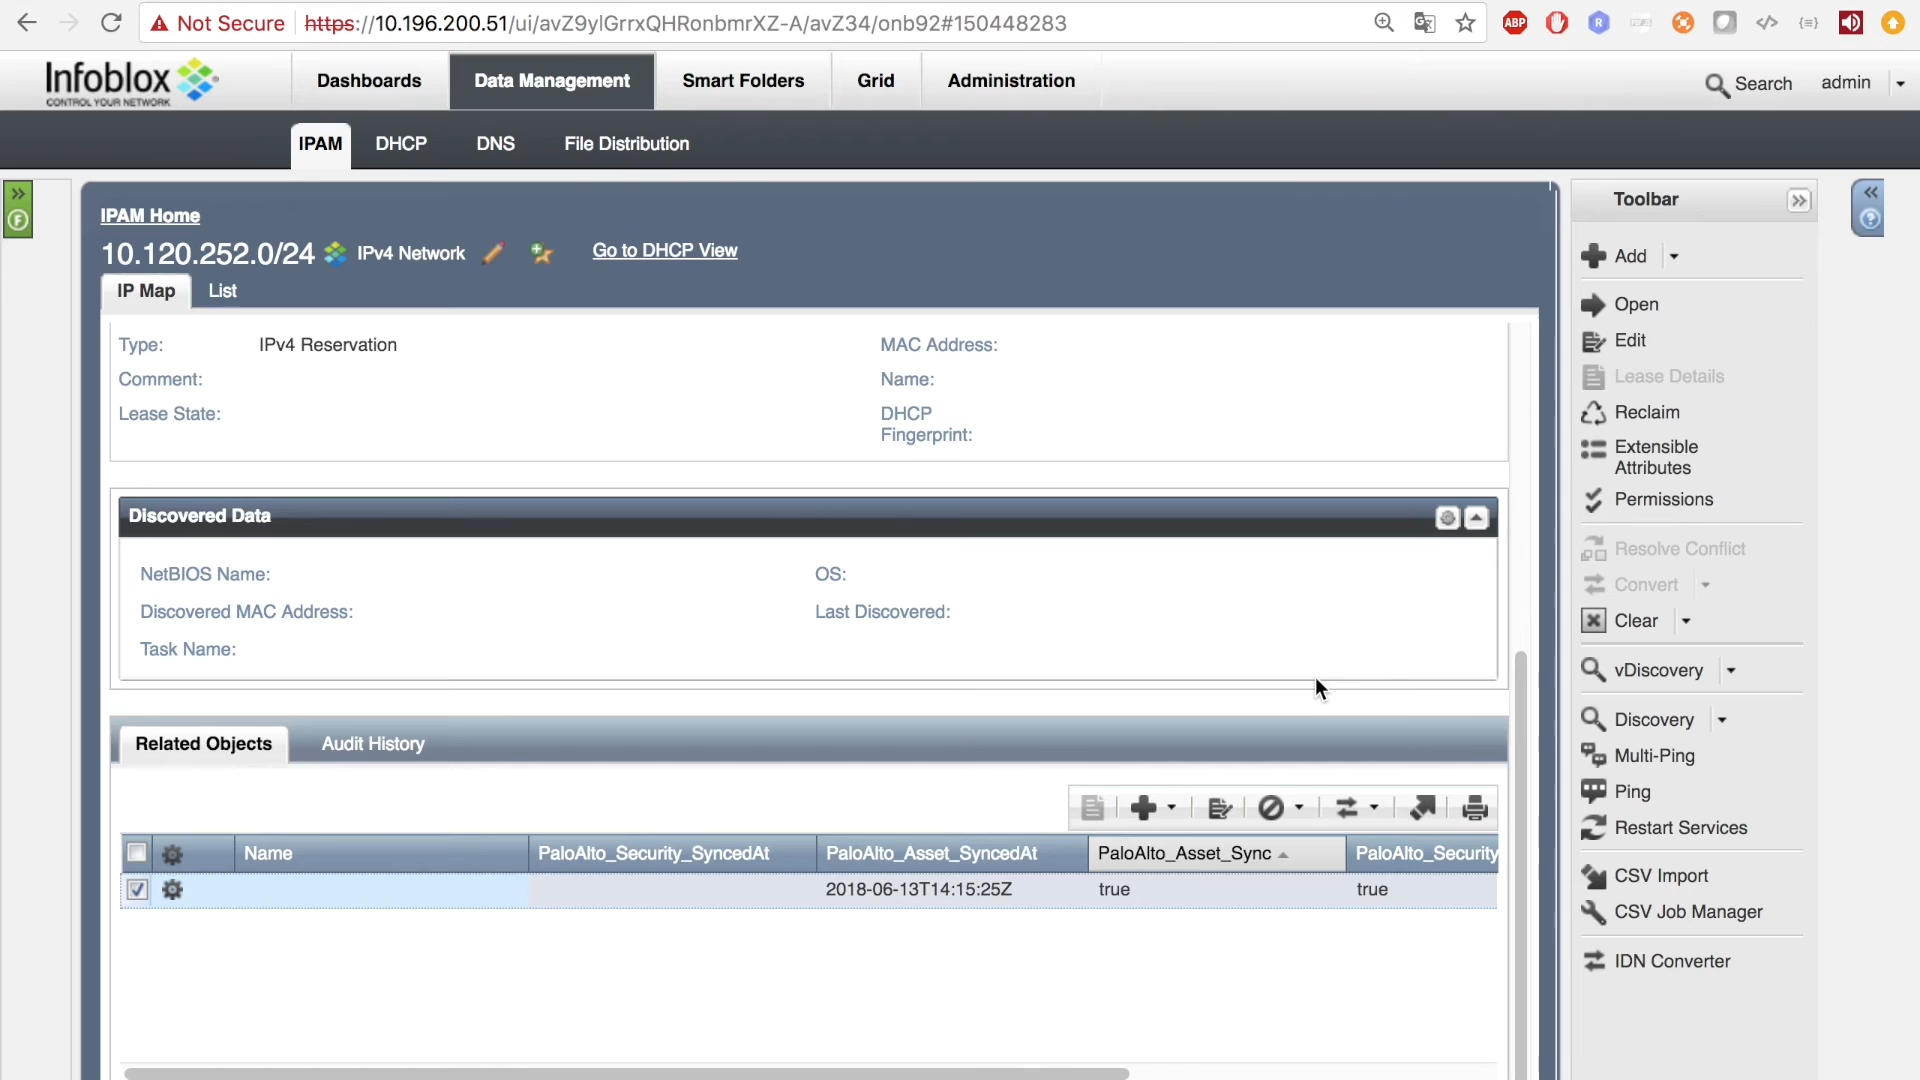 Not Secure https://10.196.200.51/ui/avZ9ylGrrxQHRonbmrXZ-A/avZ34/onb92#150448283
ABP
R
Infoblox
CONTROL YOUR NETWORK
Dashboards
Data Management
Smart Folders
Grid
Administration
Search
admin
IPAM
DHCP
DNS
File Distribution
IPAM Home
10.120.252.0/24 IPv4 Network
Go to DHCP View
IP Map
List
Type: IPv4 Reservation
MAC Address:
Comment:
Name:
Lease State:
DHCP
Fingerprint:
Discovered Data
NetBIOS Name:
OS:
Discovered MAC Address:
Last Discovered:
Task Name:
Related Objects
Audit History
Name PaloAlto_Security_SyncedAt PaloAlto_Asset_SyncedAt PaloAlto_Asset_Sync PaloAlto_Security
2018-06-13T14:15:25Z true true
Toolbar
Add
Open
Edit
Lease Details
Reclaim
Extensible
Attributes
Permissions
Resolve Conflict
Convert
Clear
vDiscovery
Discovery
Multi-Ping
Ping
Restart Services
CSV Import
CSV Job Manager
IDN Converter